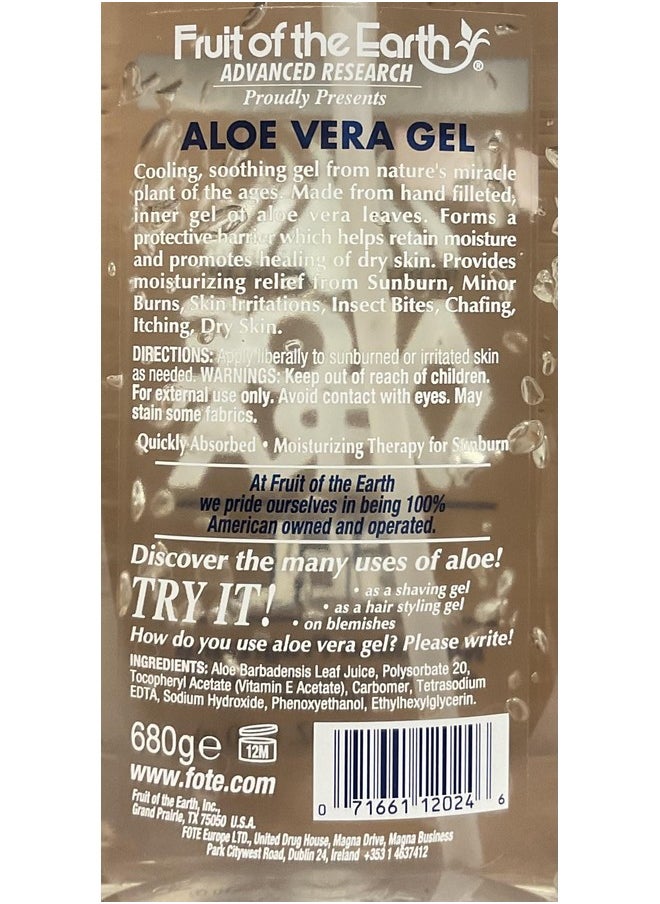 Fruit of the Earth ®
ADVANCED RESEARCH
Proudly Presents
ALOE VERA GEL
Cooling, soothing gel from nature's miracle
plant of the ages. Made from hand filleted,
inner gel of aloe vera leaves. Forms a
protective barrier which helps retain moisture
and promotes healing of dry skin. Provides
moisturizing relief from Sunburn, Minor
Burns, Skin Irritations, Insect Bites, Chafing,
Itching, Dry Skin.
DIRECTIONS: Apply liberally to sunburned or irritated skin
as needed. WARNINGS: Keep out of reach of children.
For external use only. Avoid contact with eyes. May
stain some fabrics.
Quickly Absorbed • Moisturizing Therapy for Sunburn
At Fruit of the Earth
we pride ourselves in being 100%
American owned and operated.
Discover the many uses of aloe!
TRY IT!
• as a shaving gel
• as a hair styling gel
• on blemishes
How do you use aloe vera gel? Please write!
INGREDIENTS: Aloe Barbadensis Leaf Juice, Polysorbate 20,
Tocopheryl Acetate (Vitamin E Acetate), Carbomer, Tetrasodium
EDTA, Sodium Hydroxide, Phenoxyethanol, Ethylhexylglycerin.
680g℮ 12M
www.fote.com
0 71661 12024 6
Fruit of the Earth, Inc.,
Grand Prairie, TX 75050 U.S.A.
FOTE Europe LTD., United Drug House, Magna Drive, Magna Business
Park Citywest Road, Dublin 24, Ireland +353 1 4637412